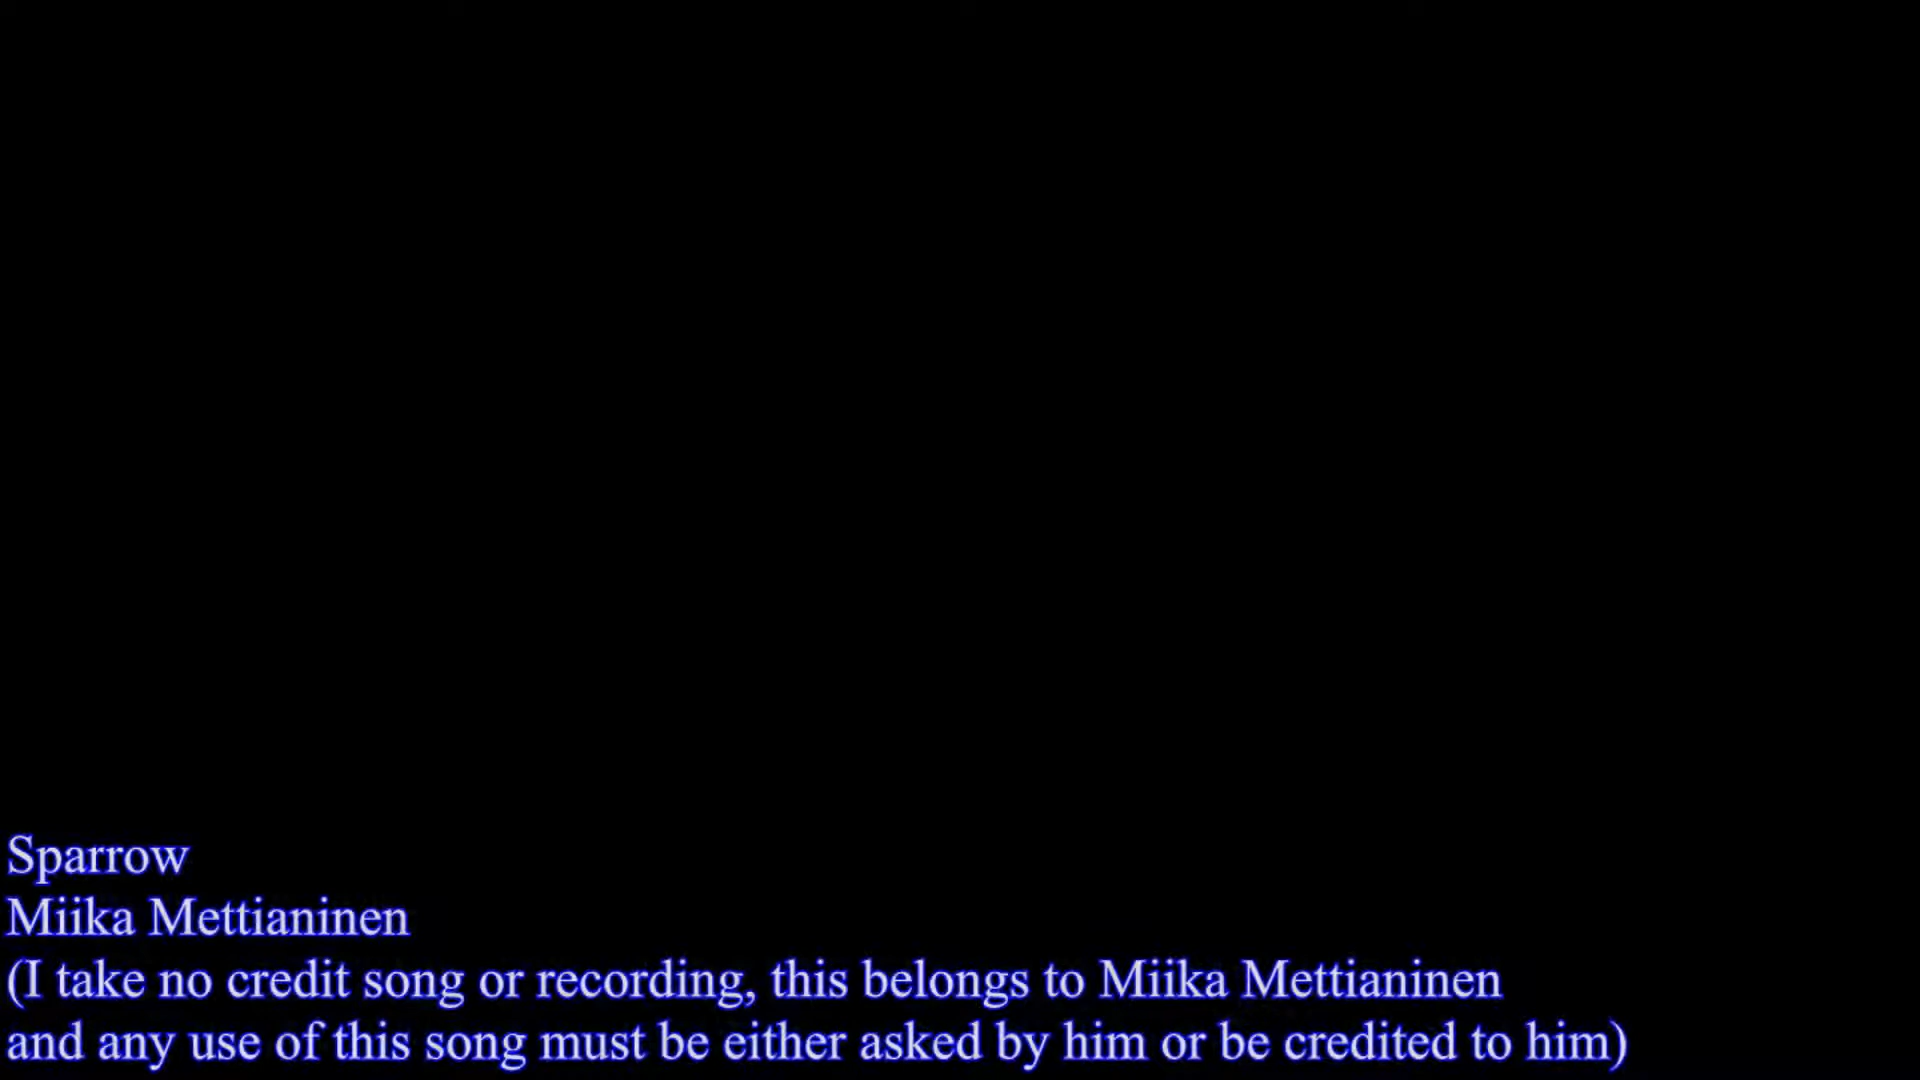 Sparrow
Miika Mettianinen
(I take no credit song or recording, this belongs to Miika Mettianinen
and any use of this song must be either asked by him or be credited to him)